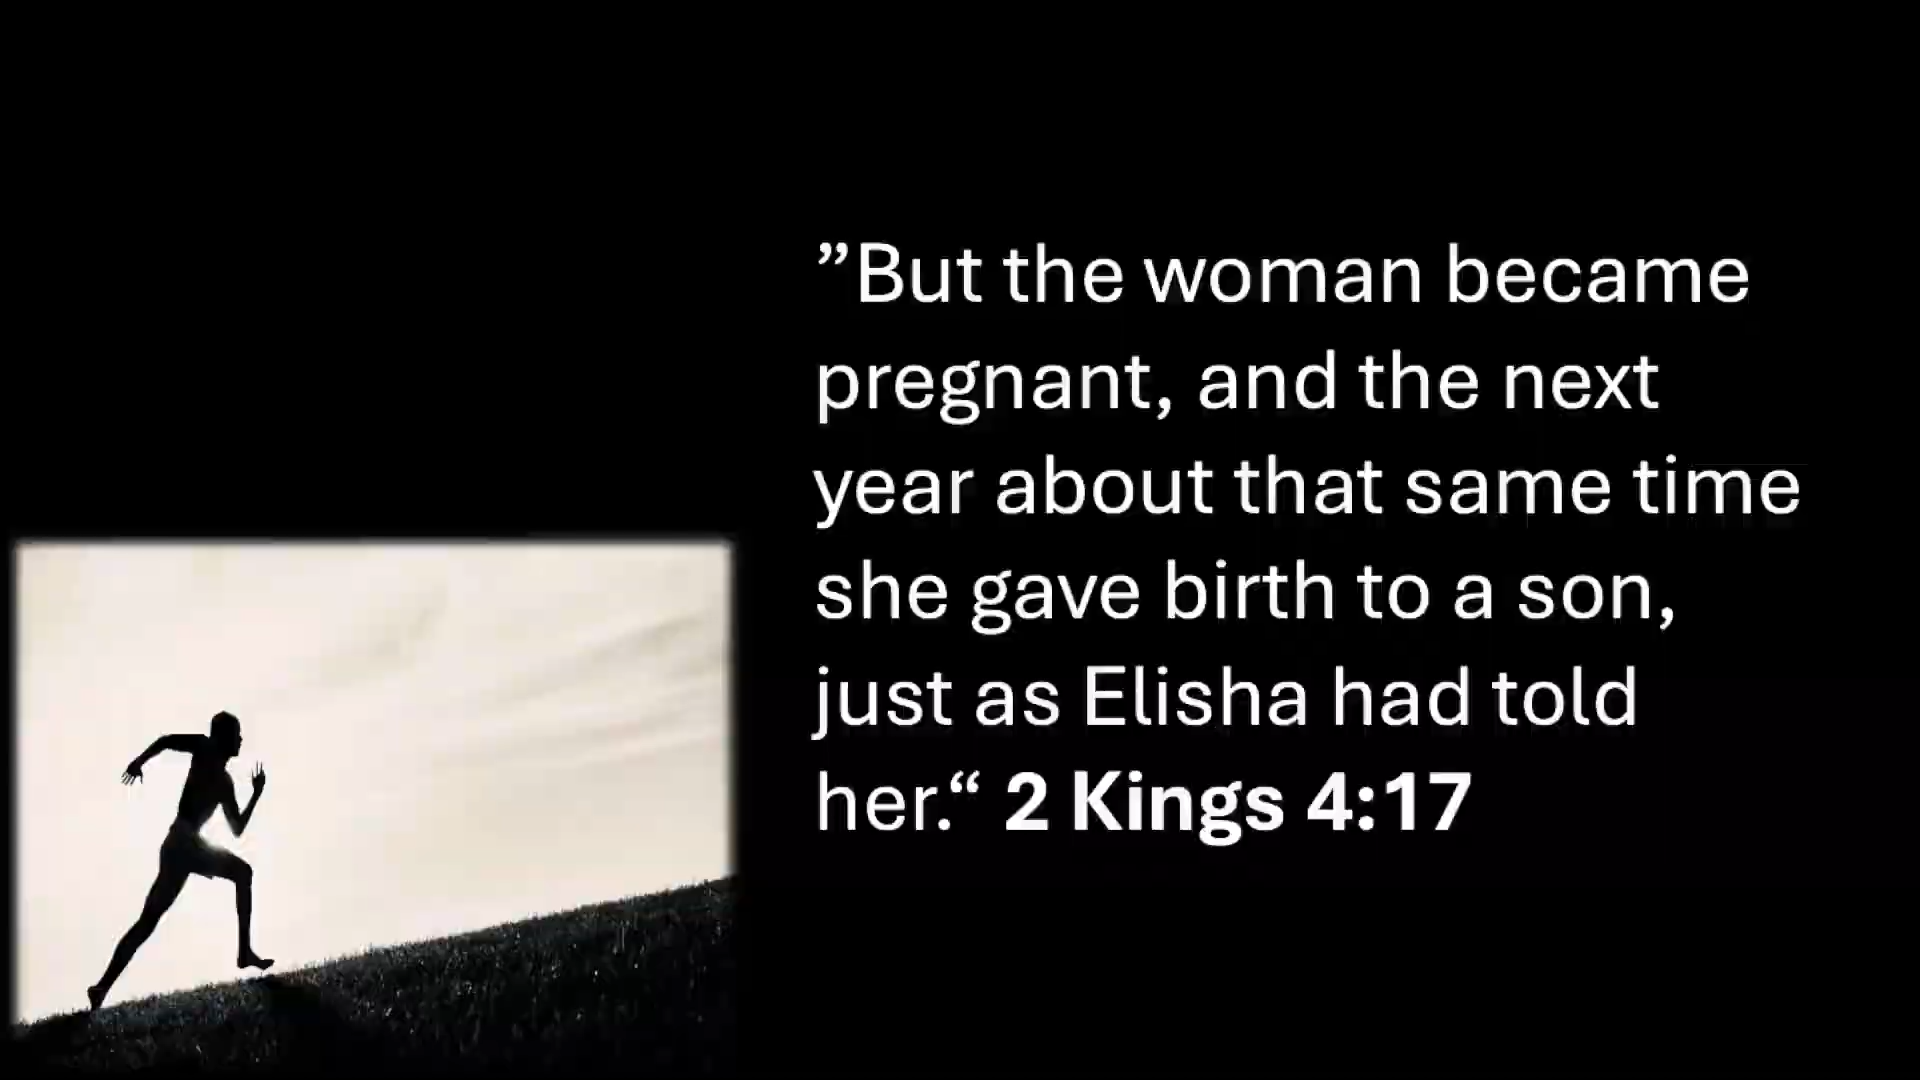 ”But the woman became
pregnant, and the next
year about that same time
she gave birth to a son,
just as Elisha had told
her.“ 2 Kings 4:17